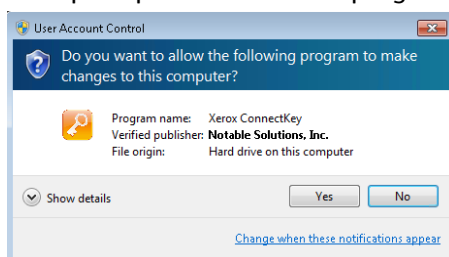 User Account Control
Do you want to allow the following program to make
changes to this computer?
Program name: Xerox ConnectKey
Verified publisher: Notable Solutions, Inc.
File origin: Hard drive on this computer
Show details
Yes
No
Change when these notifications appear